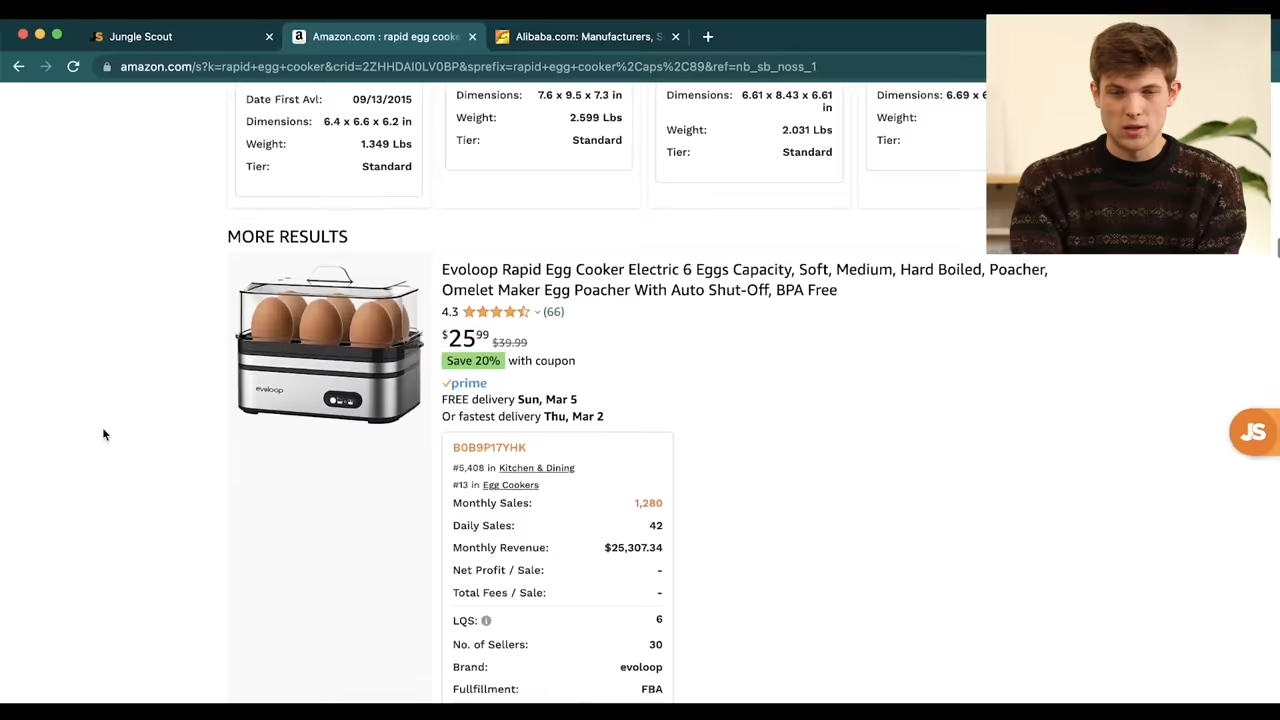 Jungle Scout
Amazon.com : rapid egg cooke
Alibaba.com: Manufacturers, S
amazon.com/s?k=rapid+egg+cooker&crid=2ZHHDAI0LV0BP&sprefix=rapid+egg+cooker%2Caps%2C89&ref=nb_sb_noss_1
Date First Avl: 09/13/2015
Dimensions: 6.4 x 6.6 x 6.2 in
Weight: 1.349 Lbs
Tier: Standard
Dimensions: 7.6 x 9.5 x 7.3 in
Weight: 2.599 Lbs
Tier: Standard
Dimensions: 6.61 x 8.43 x 6.61
in
Weight: 2.031 Lbs
Tier: Standard
Dimensions: 6.69 x 6
Weight:
Tier:
MORE RESULTS
evoloop
Evoloop Rapid Egg Cooker Electric 6 Eggs Capacity, Soft, Medium, Hard Boiled, Poacher,
Omelet Maker Egg Poacher With Auto Shut-Off, BPA Free
4.3 (66)
$2599 $39.99
Save 20% with coupon
prime
FREE delivery Sun, Mar 5
Or fastest delivery Thu, Mar 2
B0B9P17YHK
#5,408 in Kitchen & Dining
#13 in Egg Cookers
Monthly Sales: 1,280
Daily Sales: 42
Monthly Revenue: $25,307.34
Net Profit / Sale: -
Total Fees / Sale: -
LQS: 6
No. of Sellers: 30
Brand: evoloop
Fullfillment: FBA
JS